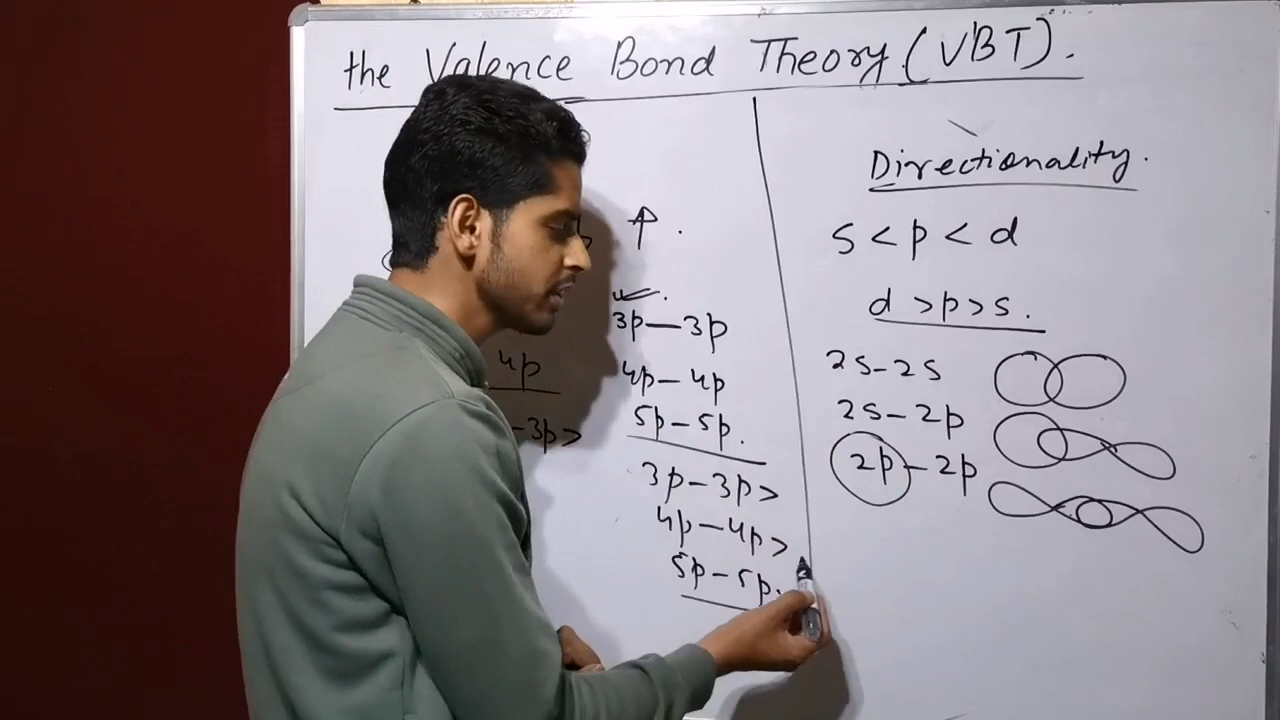 the Valence Bond Theory (VBT).
↑ .
3p – 3p
4p
4p – 4p
– 3p >
5p – 5p.
3p – 3p >
4p – 4p >
5p – 5p.
Directionality.
s < p < d
d > p > s.
2s – 2s
2s – 2p
2p – 2p